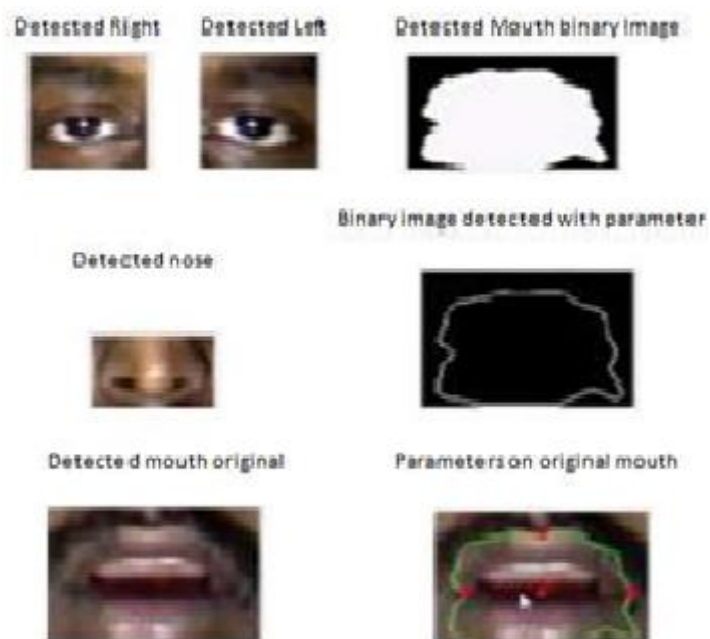 Detected Right
Detected Left
Detected Mouth binary image
Binary image detected with parameter
Detected nose
Detected mouth original
Parameters on original mouth